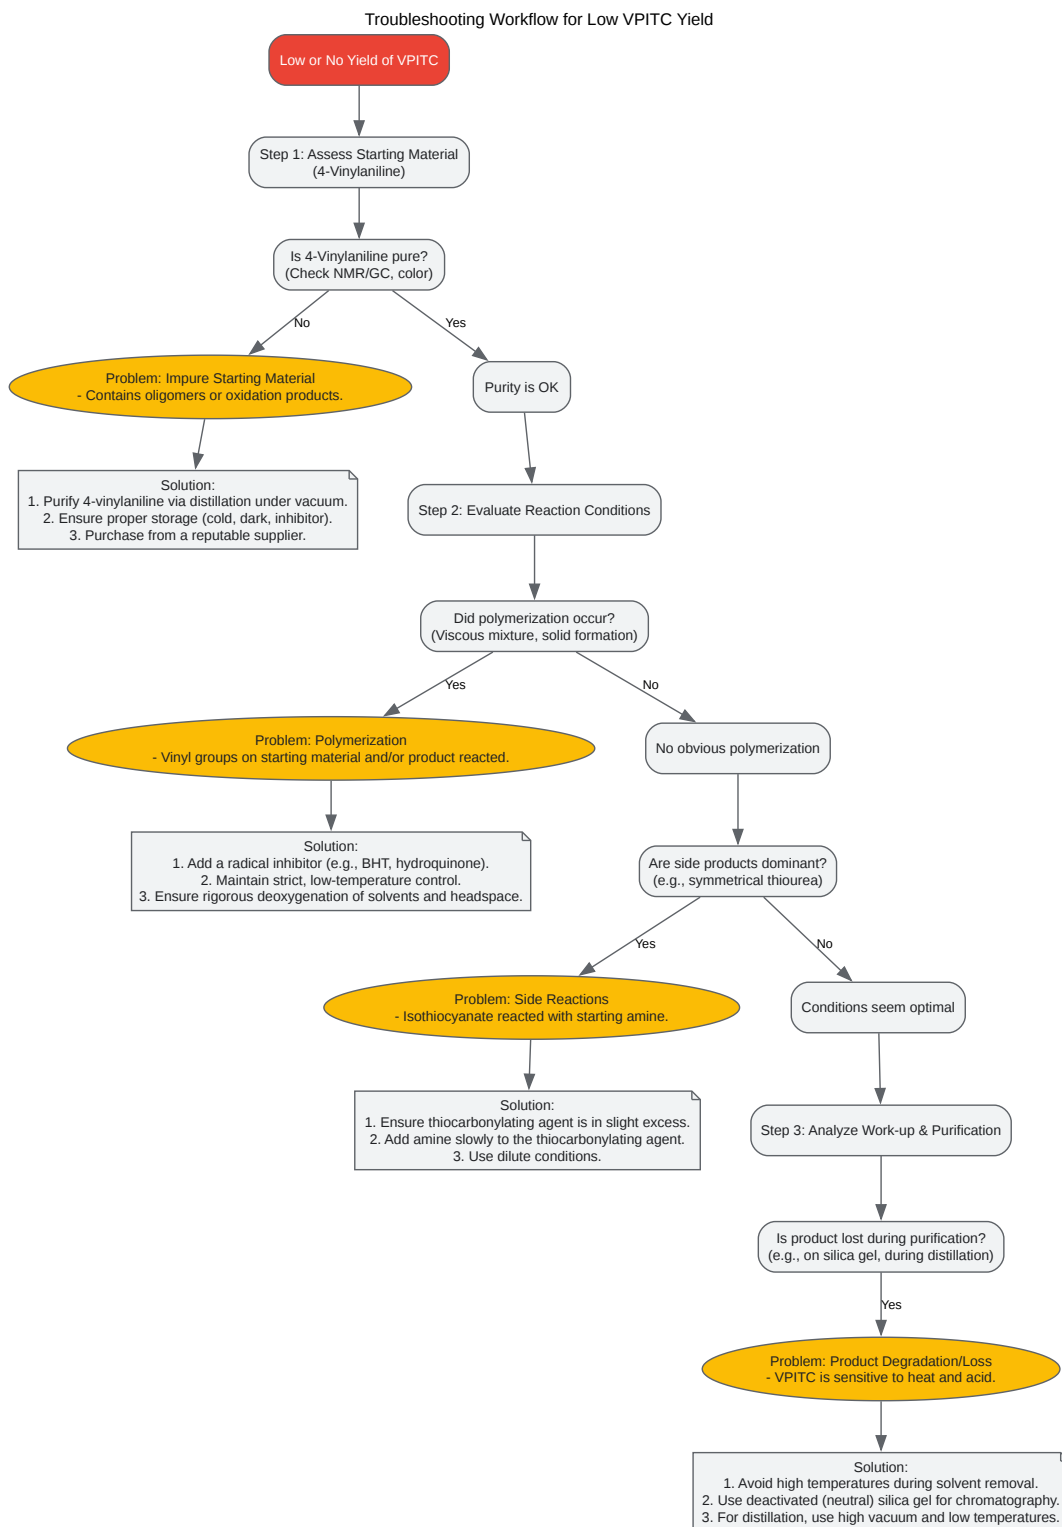 Troubleshooting Workflow for Low VPITC Yield
Low or No Yield of VPITC
Step 1: Assess Starting Material
(4-Vinylaniline)
Is 4-Vinylaniline pure?
(Check NMR/GC, color)
No
Yes
Problem: Impure Starting Material
- Contains oligomers or oxidation products.
Purity is OK
Solution:
1. Purify 4-vinylaniline via distillation under vacuum.
2. Ensure proper storage (cold, dark, inhibitor).
3. Purchase from a reputable supplier.
Step 2: Evaluate Reaction Conditions
Did polymerization occur?
(Viscous mixture, solid formation)
Yes
No
Problem: Polymerization
- Vinyl groups on starting material and/or product reacted.
No obvious polymerization
Solution:
1. Add a radical inhibitor (e.g., BHT, hydroquinone).
2. Maintain strict, low-temperature control.
3. Ensure rigorous deoxygenation of solvents and headspace.
Are side products dominant?
(e.g., symmetrical thiourea)
Yes
No
Problem: Side Reactions
- Isothiocyanate reacted with starting amine.
Conditions seem optimal
Solution:
1. Ensure thiocarbonylating agent is in slight excess.
2. Add amine slowly to the thiocarbonylating agent.
3. Use dilute conditions.
Step 3: Analyze Work-up & Purification
Is product lost during purification?
(e.g., on silica gel, during distillation)
Yes
Problem: Product Degradation/Loss
- VPITC is sensitive to heat and acid.
Solution:
1. Avoid high temperatures during solvent removal.
2. Use deactivated (neutral) silica gel for chromatography.
3. For distillation, use high vacuum and low temperatures.